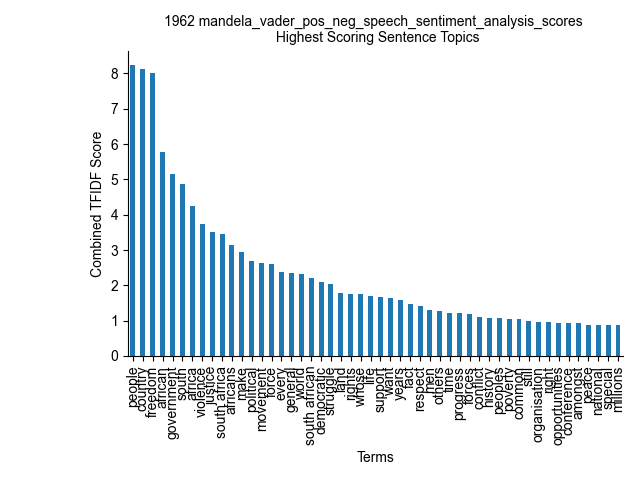 1962 mandela_vader_pos_neg_speech_sentiment_analysis_scores
Highest Scoring Sentence Topics
Combined TFIDF Score
8
7
6
5
4
3
2
1
0
people
country
freedom
african
government
south
africa
violence
justice
south africa
africans
make
political
movement
force
every
general
world
south african
democratic
struggle
land
rights
whose
life
support
want
years
fact
respect
men
others
time
progress
forces
conflict
history
peoples
poverty
common
still
organisation
right
opportunities
conference
amongst
peace
national
special
millions
Terms